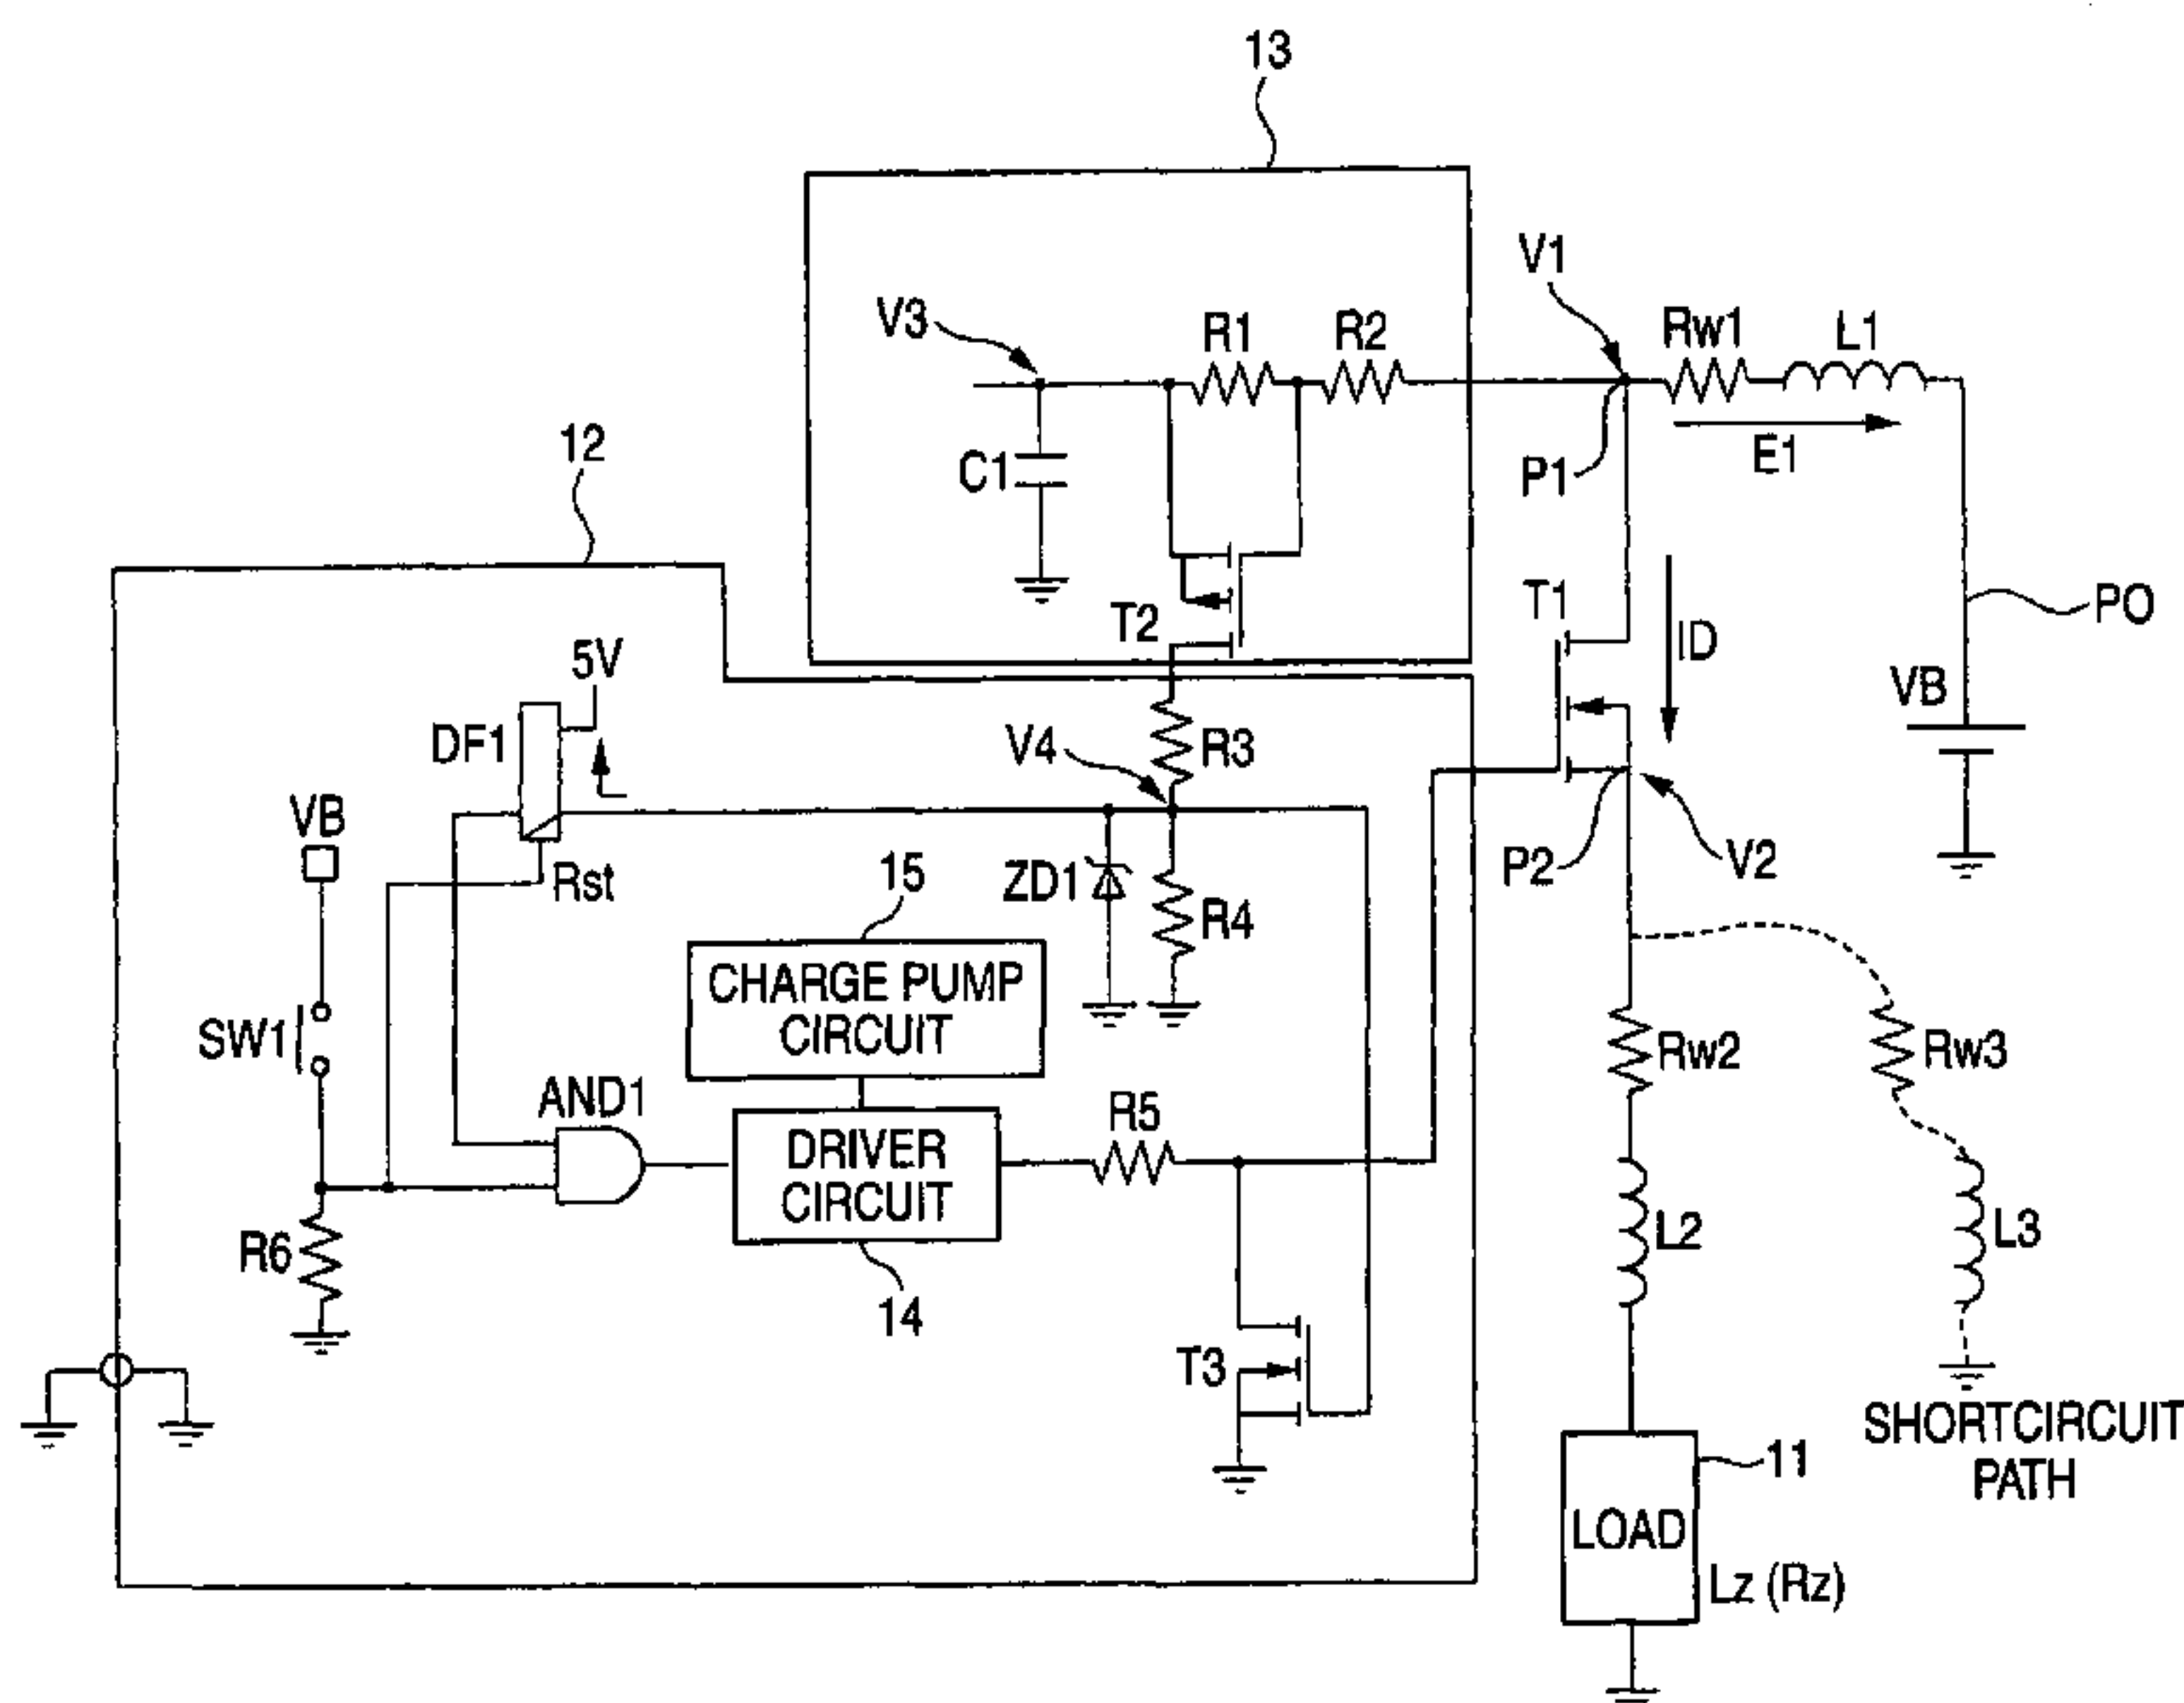 13
V1
V3
R1
R2
Rw1
L1
12
C1
P1
E1
T2
T1
ID
PO
5V
VB
DF1
V4
R3
VB
P2
V2
Rst
15
ZD1
R4
CHARGE PUMP
CIRCUIT
SW1
Rw2
Rw3
AND1
R5
DRIVER
CIRCUIT
R6
L2
L3
14
T3
SHORTCIRCUIT
PATH
11
LOAD
Lz (Rz)